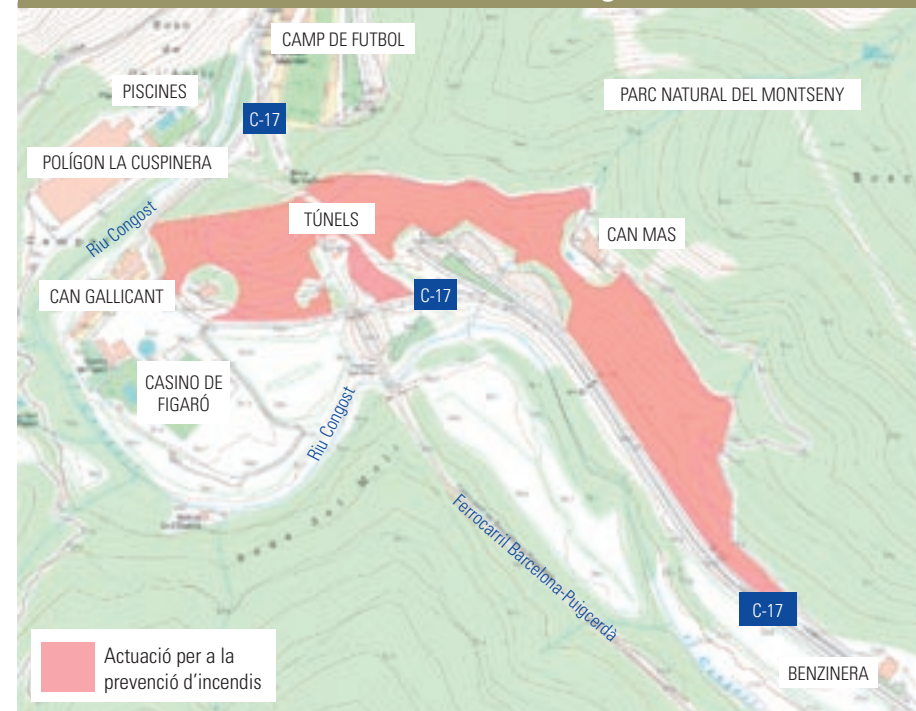 CAMP DE FUTBOL
PISCINES
PARC NATURAL DEL MONTSENY
C-17
POLÍGON LA CUSPINERA
TÚNELS
Riu Congost
CAN MAS
CAN GALLICANT
C-17
CASINO DE
FIGARÓ
Riu Congost
Ferrocarril Barcelona-Puigcerdà
C-17
Actuació per a la
prevenció d'incendis
BENZINERA